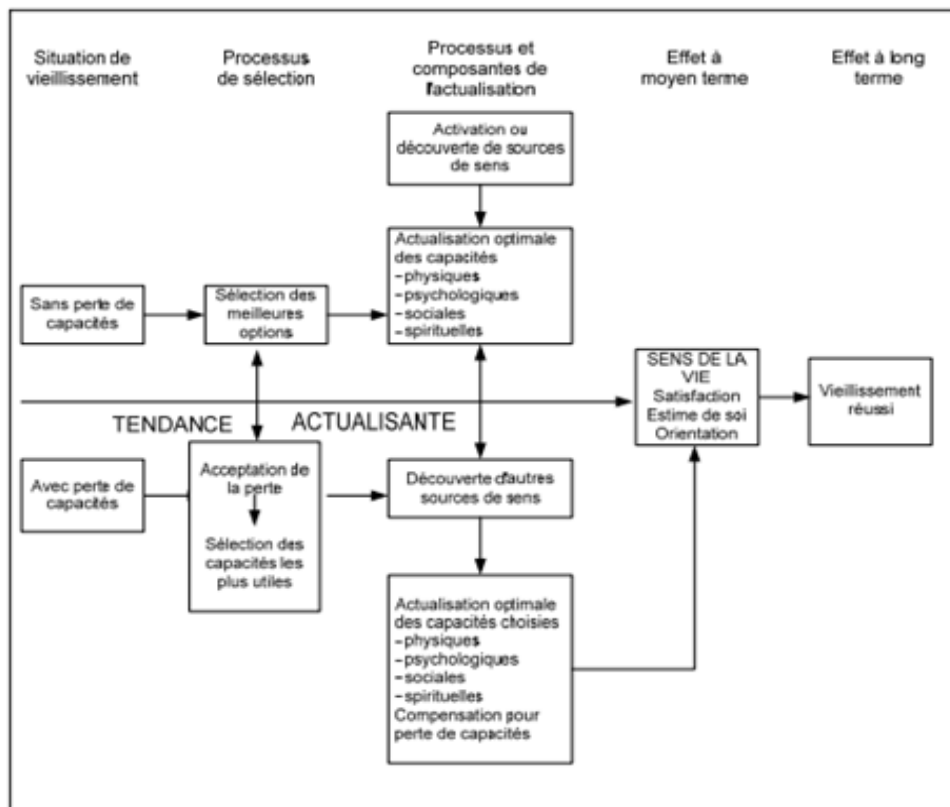 Situation de
vieillissement
Processus
de sélection
Processus et
composantes de
l'actualisation
Effet à
moyen terme
Effet à long
terme
Activation ou
découverte de sources
de sens
Actualisation optimale
des capacités
-physiques
-psychologiques
-sociales
-spirituelles
Sans perte de
capacités
Sélection des
meilleures
options
SENS DE LA
VIE
Satisfaction
Estime de soi
Orientation
Vieillissement
réussi
TENDANCE ACTUALISANTE
Avec perte de
capacités
Acceptation de
la perte
Sélection des
capacités les
plus utiles
Découverte d'autres
sources de sens
Actualisation optimale
des capacités choisies
-physiques
-psychologiques
-sociales
-spirituelles
Compensation pour
perte de capacités